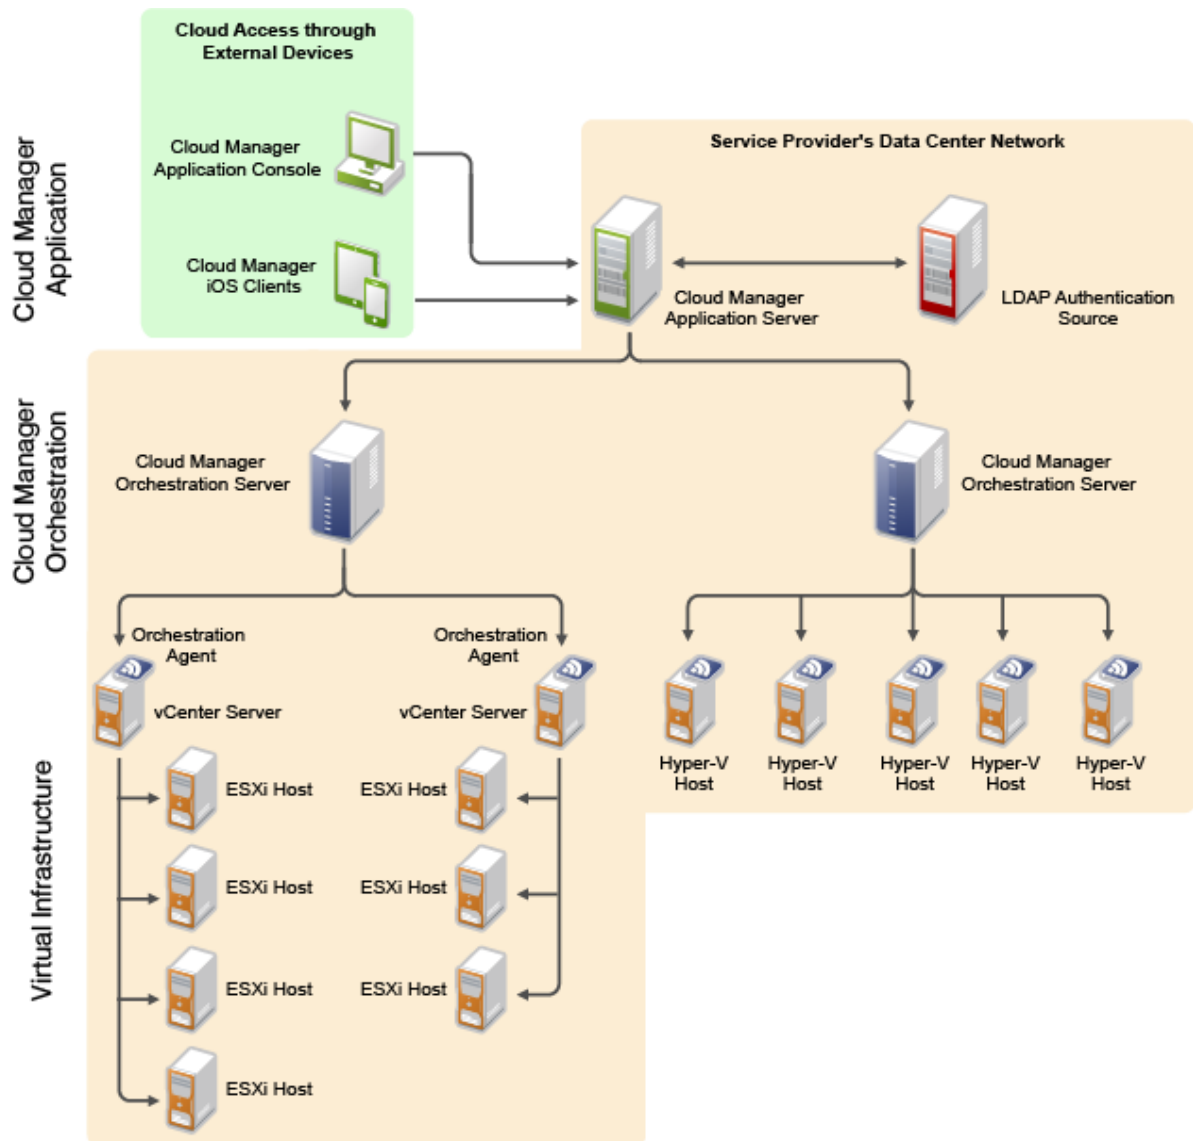 Cloud Access through
External Devices
Cloud Manager
Application Console
Cloud Manager
iOS Clients
Service Provider's Data Center Network
Cloud Manager
Application Server
LDAP Authentication
Source
Cloud Manager
Application
Cloud Manager
Orchestration Server
Cloud Manager
Orchestration Server
Cloud Manager
Orchestration
Orchestration
Agent
vCenter Server
Orchestration
Agent
vCenter Server
Hyper-V
Host
Hyper-V
Host
Hyper-V
Host
Hyper-V
Host
Hyper-V
Host
ESXi Host
ESXi Host
ESXi Host
ESXi Host
ESXi Host
ESXi Host
ESXi Host
Virtual Infrastructure